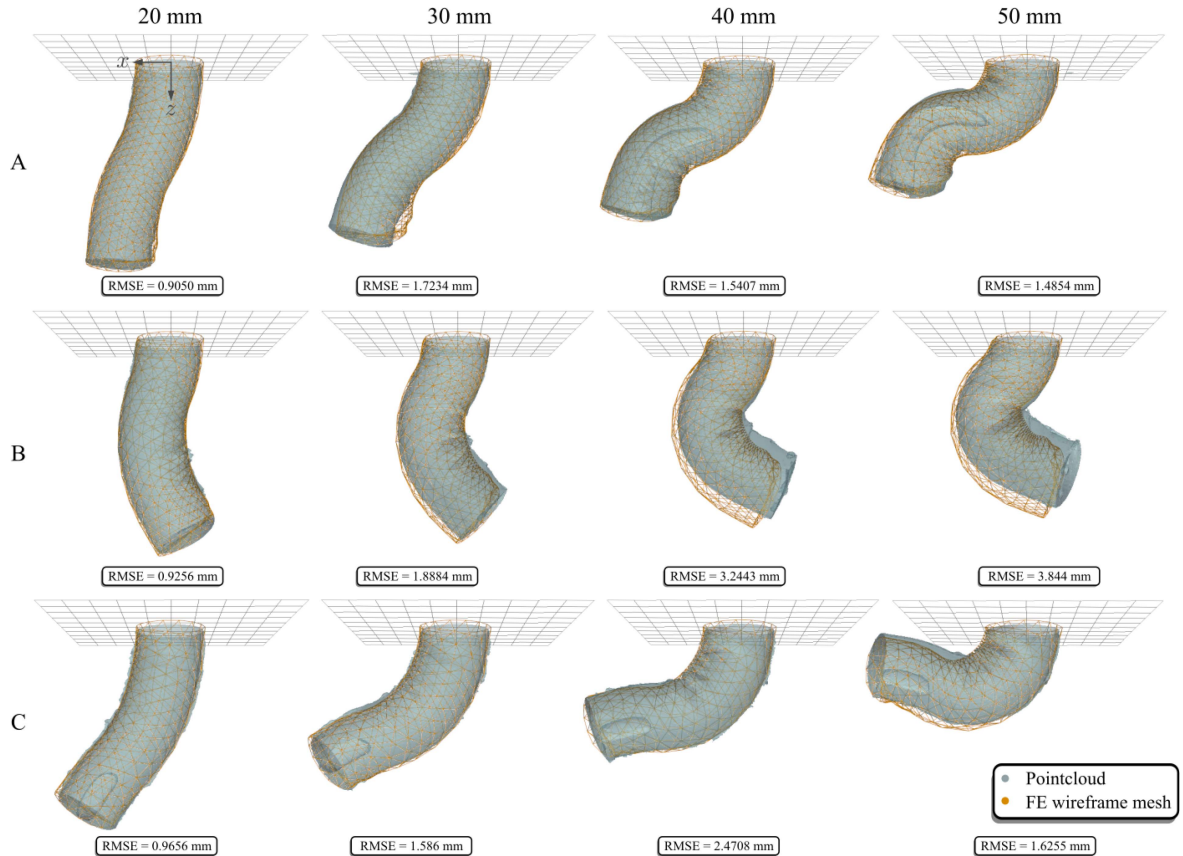 20 mm 30 mm 40 mm 50 mm
x
z
A
RMSE = 0.9050 mm RMSE = 1.7234 mm RMSE = 1.5407 mm RMSE = 1.4854 mm
B
RMSE = 0.9256 mm RMSE = 1.8884 mm RMSE = 3.2443 mm RMSE = 3.844 mm
C
Pointcloud
FE wireframe mesh
RMSE = 0.9656 mm RMSE = 1.586 mm RMSE = 2.4708 mm RMSE = 1.6255 mm